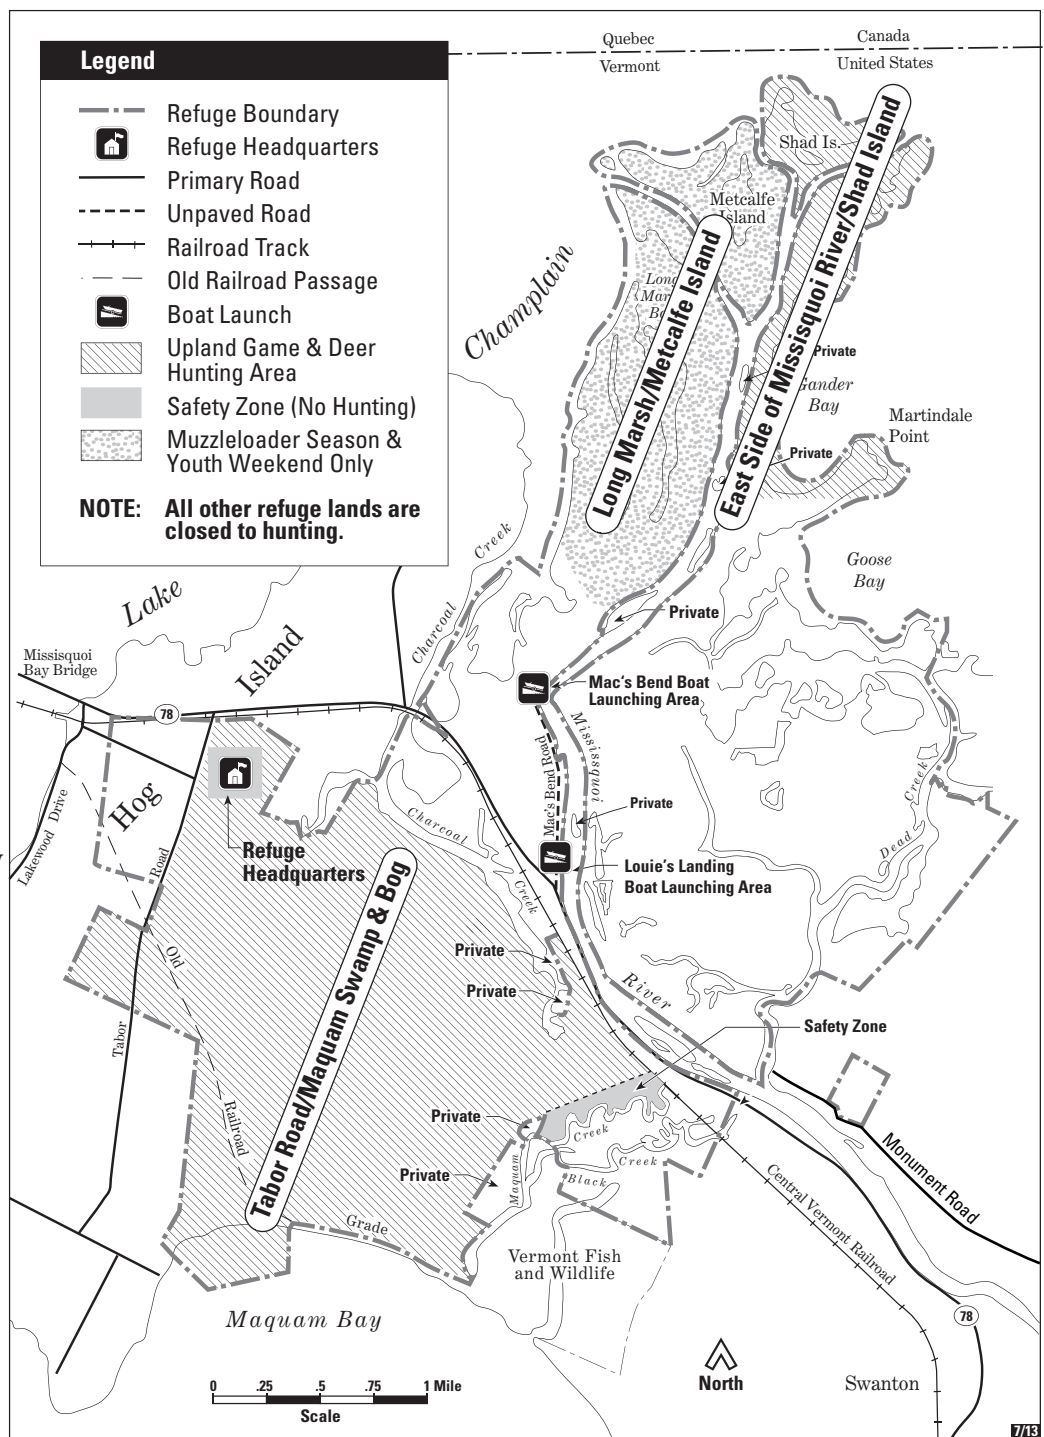 Quebec
Canada
Vermont
United States
Legend
Refuge Boundary
Refuge Headquarters
Primary Road
Unpaved Road
Railroad Track
Old Railroad Passage
Boat Launch
Upland Game & Deer
Hunting Area
Safety Zone (No Hunting)
Muzzleloader Season &
Youth Weekend Only
NOTE: All other refuge lands are
closed to hunting.
Shad Is.
Metcalfe
Island
Long Marsh/Metcalfe Island
East Side of Missisquoi River/Shad Island
Champlain
Private
Gander
Bay
Martindale
Point
Private
Goose
Bay
Creek
Charcoal
Lake
Private
Island
Missisquoi
Bay Bridge
78
Mac's Bend Boat
Launching Area
Missisquoi
Mac's Bend Road
Hog
Lakewood Drive
Road
Charcoal
Creek
Private
Creek
Dead
Refuge
Headquarters
Louie's Landing
Boat Launching Area
Tabor Road/Maquam Swamp & Bog
Old
Private
Private
River
Safety Zone
Tabor
Railroad
Private
Creek
Creek
Black
Maquam
Private
Monument Road
Central Vermont Railroad
Grade
Vermont Fish
and Wildlife
Maquam Bay
78
0 .25 .5 .75 1 Mile
Scale
North
Swanton
7/13